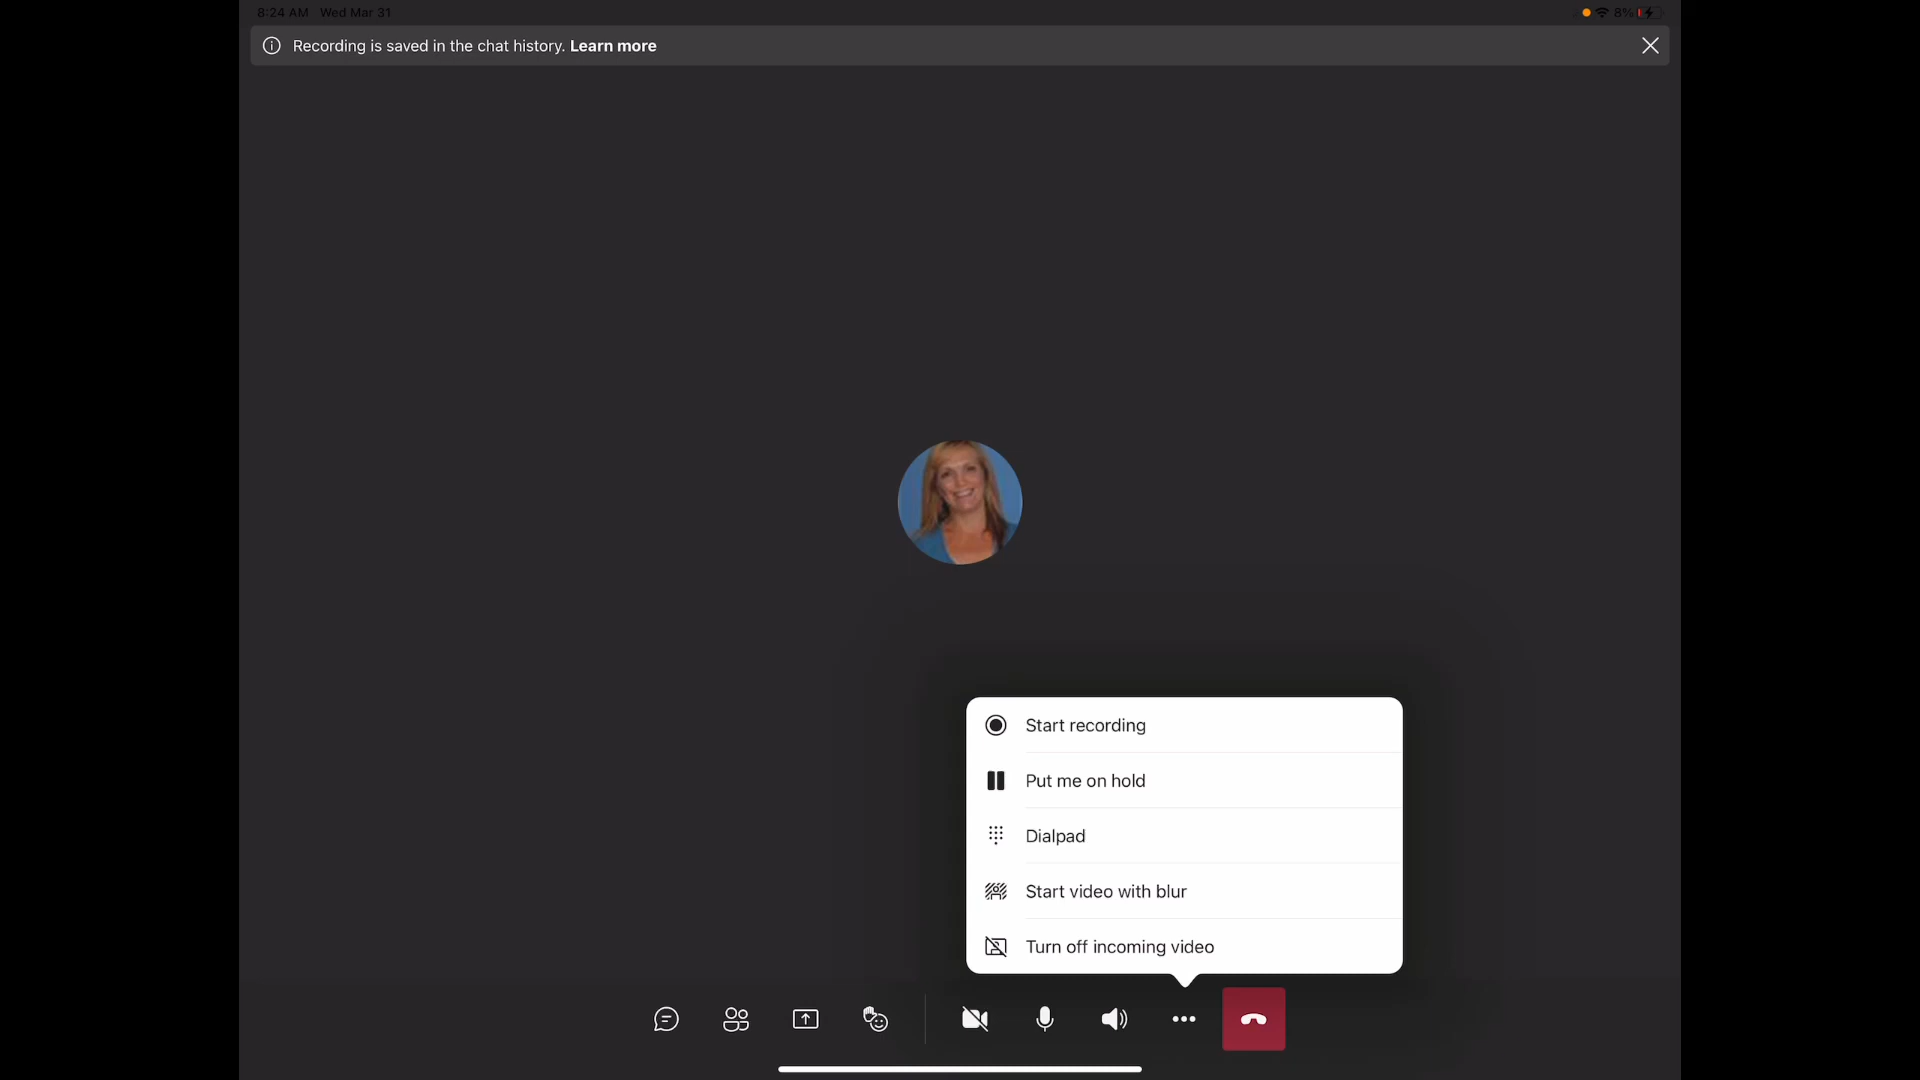 8:24 AM Wed Mar 31
8%
Recording is saved in the chat history. Learn more
Start recording
Put me on hold
Dialpad
Start video with blur
Turn off incoming video